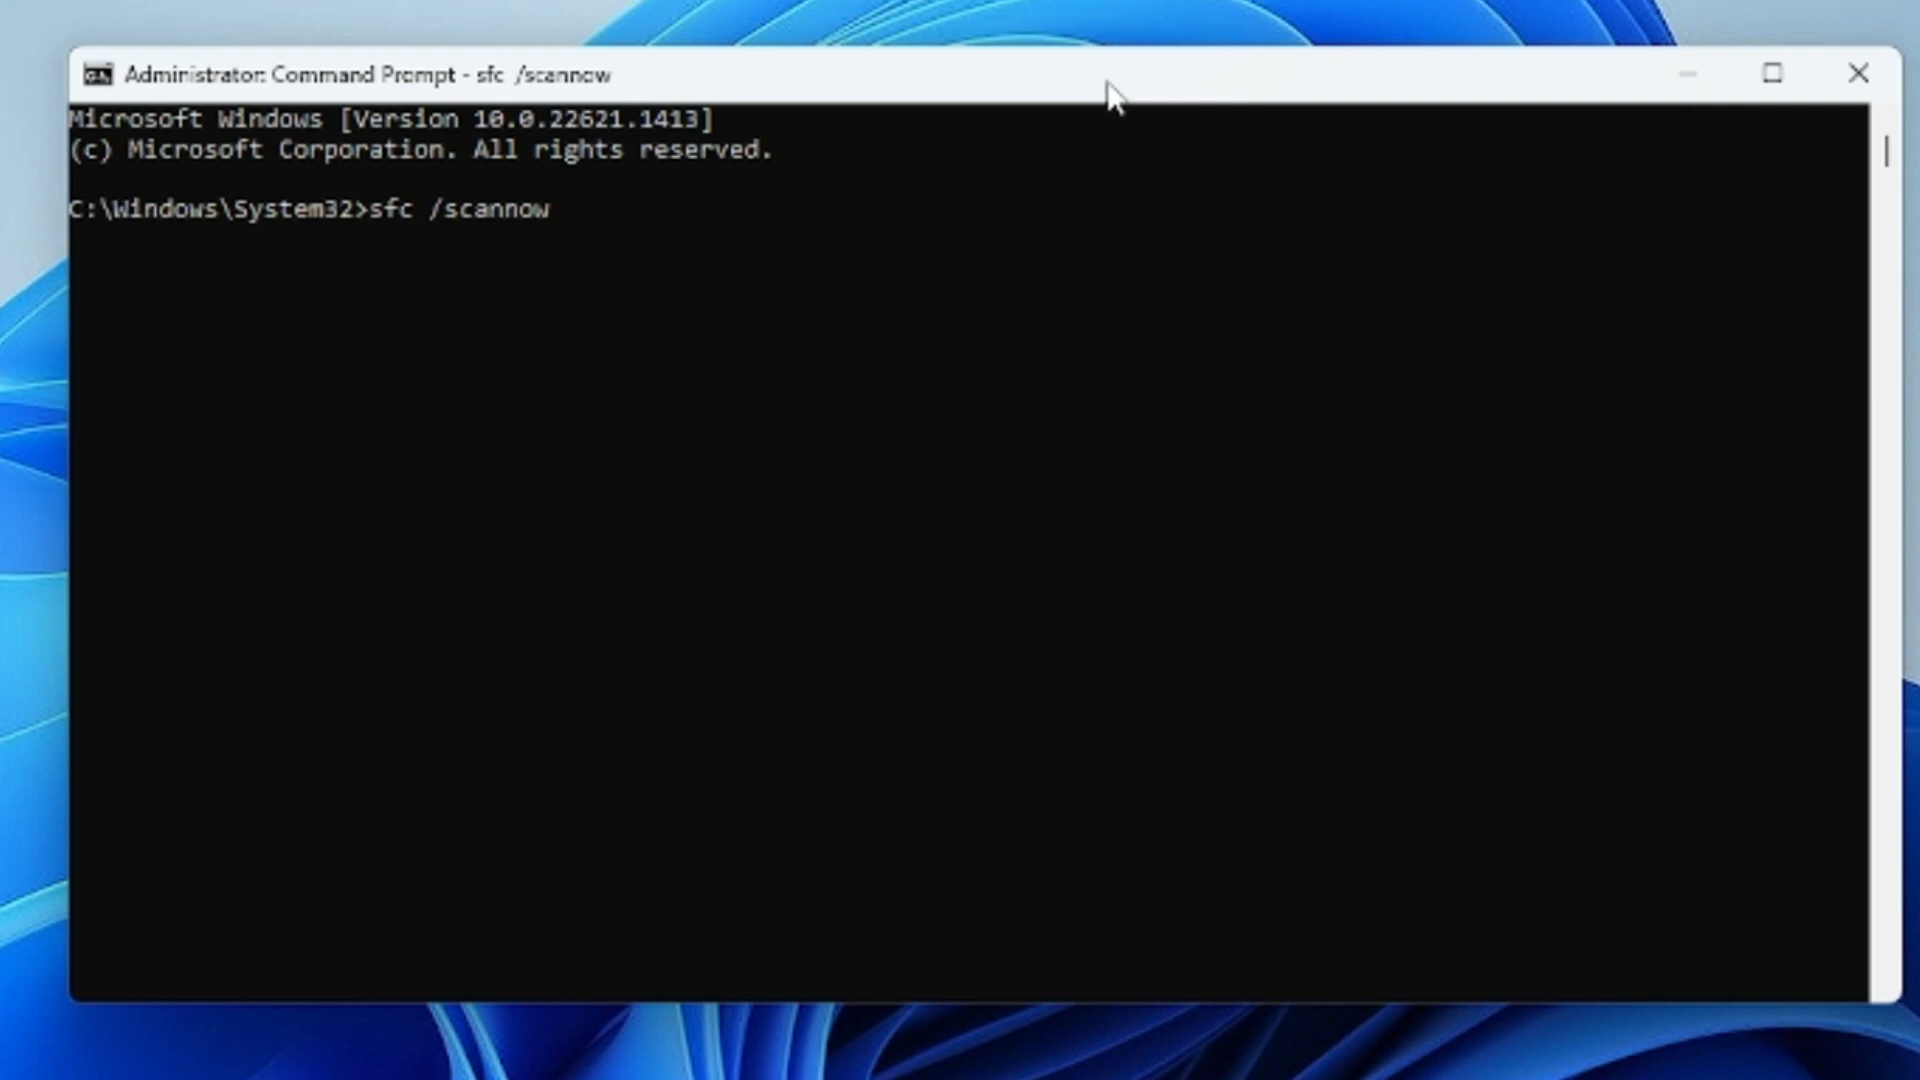 Administrator: Command Prompt - sfc /scannow
Microsoft Windows [Version 10.0.22621.1413]
(c) Microsoft Corporation. All rights reserved.
C:\Windows\System32>sfc /scannow